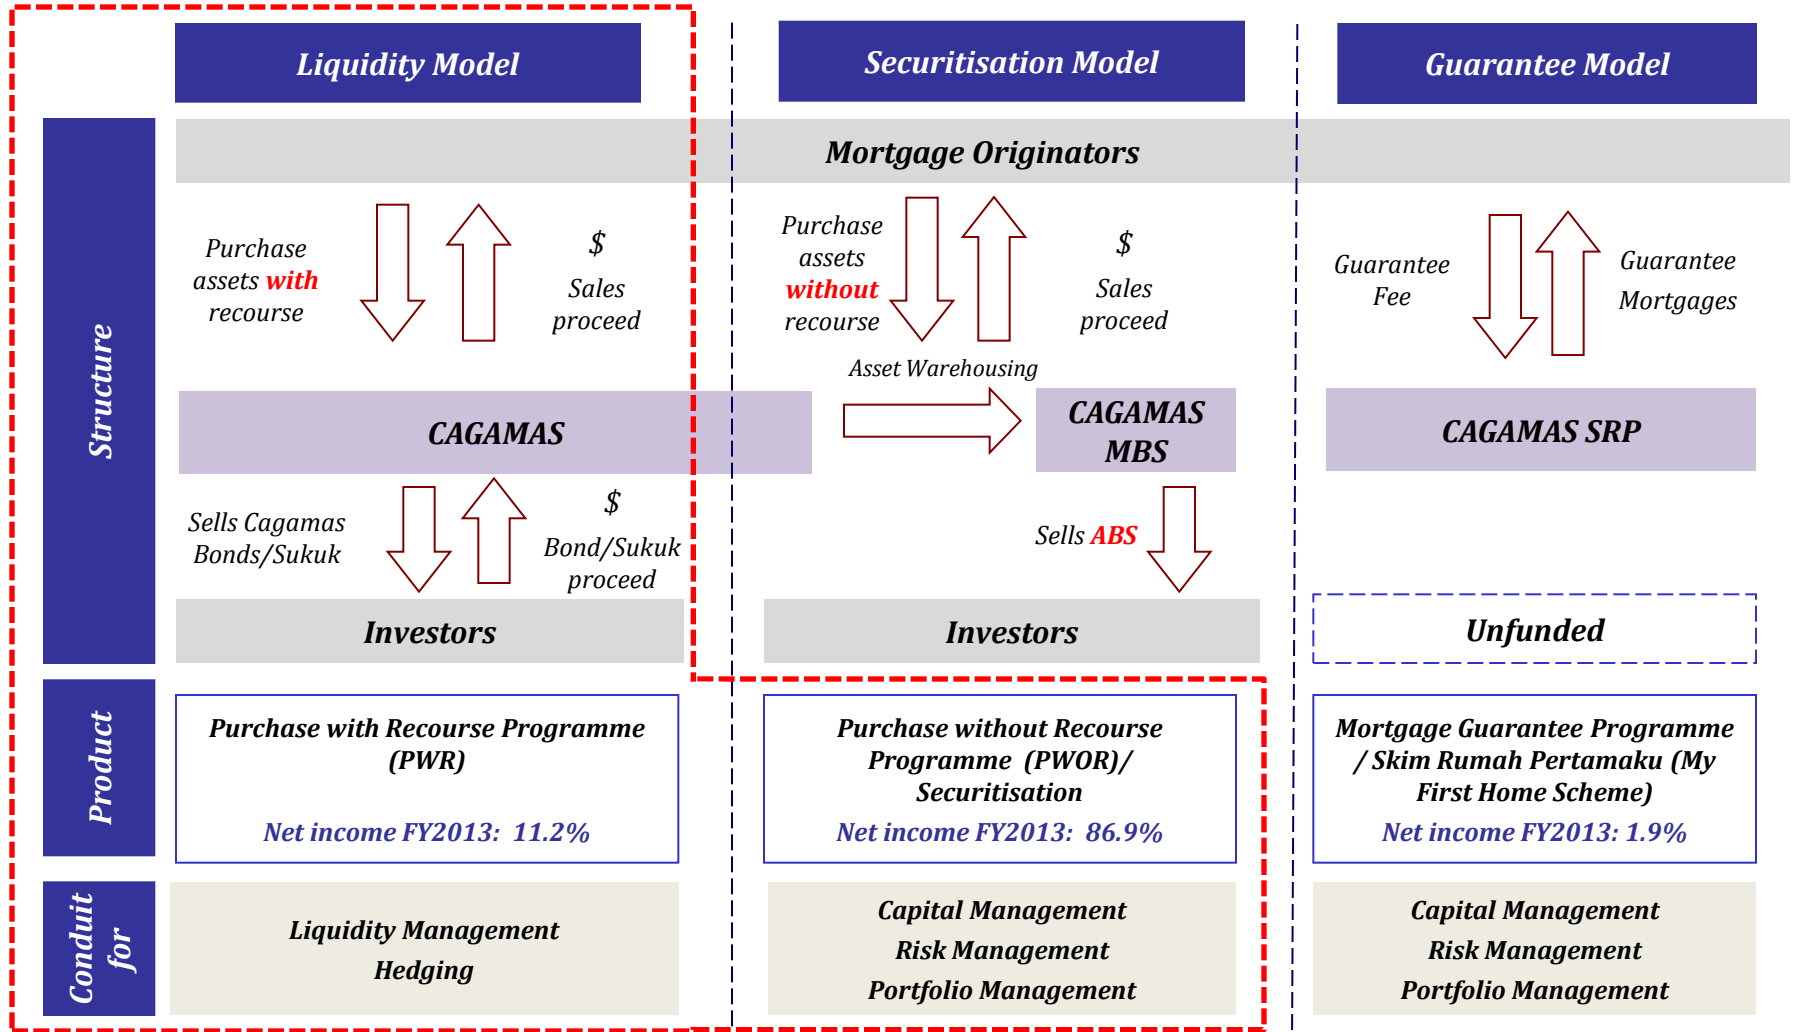 Liquidity Model
Securitisation Model
Guarantee Model
Structure
Mortgage Originators
Purchase
assets with
recourse
$
Sales
proceed
Purchase
assets
without
recourse
$
Sales
proceed
Guarantee
Fee
Guarantee
Mortgages
Asset Warehousing
CAGAMAS
CAGAMAS
MBS
CAGAMAS SRP
Sells Cagamas
Bonds/Sukuk
$
Bond/Sukuk
proceed
Sells ABS
Investors
Investors
Unfunded
Product
Purchase with Recourse Programme
(PWR)
Net income FY2013: 11.2%
Purchase without Recourse
Programme (PWOR)/
Securitisation
Net income FY2013: 86.9%
Mortgage Guarantee Programme
/ Skim Rumah Pertamaku (My
First Home Scheme)
Net income FY2013: 1.9%
Conduit
for
Liquidity Management
Hedging
Capital Management
Risk Management
Portfolio Management
Capital Management
Risk Management
Portfolio Management